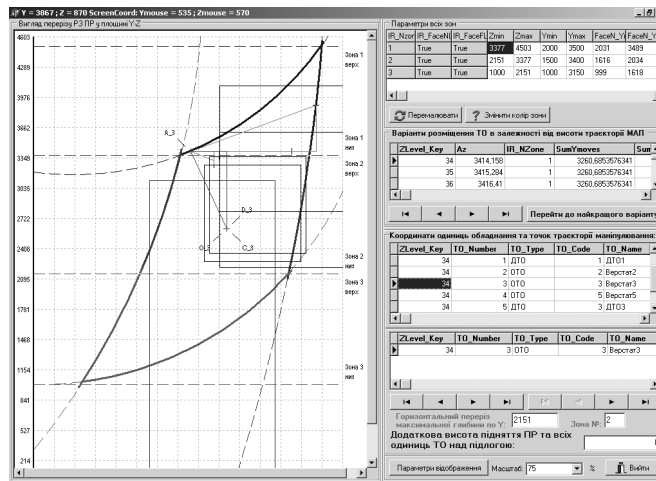 Y = 3867 ; Z = 870 ScreenCoord: Ymouse = 535 ; Zmouse = 570
Вигляд перерізу РЗ ПР у площині Y-Z
4603
4269
3976
3662
3349
3035
2722
2408
2095
1781
1468
1154
841
527
214
Зона 1
верх
Зона 1
низ
Зона 2
верх
Зона 2
низ
Зона 3
верх
Зона 3
низ
A_3
D_3
C_3
Параметри всіх зон
Zmin Zmax Ymin Ymax
1 True True 3377 4503 2000 3500 2031 3489
2 True True 2151 3377 1500 3400 1616 2034
3 True True 1000 2151 1000 3150 999 1618
Перемалювати
Змінити колір зони
Варіанти розміщення ТО в залежності від висоти траєкторії МАП
ZLevel_Key Az IR_NZone SumYmoves Sum
34 3414,158 1 3260,6853576341
35 3415,284 1 3260,6853576341
36 3416,41 1 3260,6853576341
Перейти до найкращого варіанту
Координати одиниць обладнання та точок траєкторії маніпулювання:
ZLevel_Key TO_Number TO_Type TO_Code TO_Name
34 1 ДТО 1 ДТО1
34 2 ОТО 2 Верстат2
34 3 ОТО 3 Верстат3
34 4 ОТО 5 Верстат5
34 5 ДТО 3 ДТО3
ZLevel_Key TO_Number TO_Type TO_Code TO_Name
34 3 ОТО 3 Верстат3
Горизонтальний переріз
максимальної глибини по Y: 2151 Зона №: 2
Додаткова висота підняття ПР та всіх
одиниць ТО над підлогою:
Параметри відображення Масштаб: 75 % Вийти